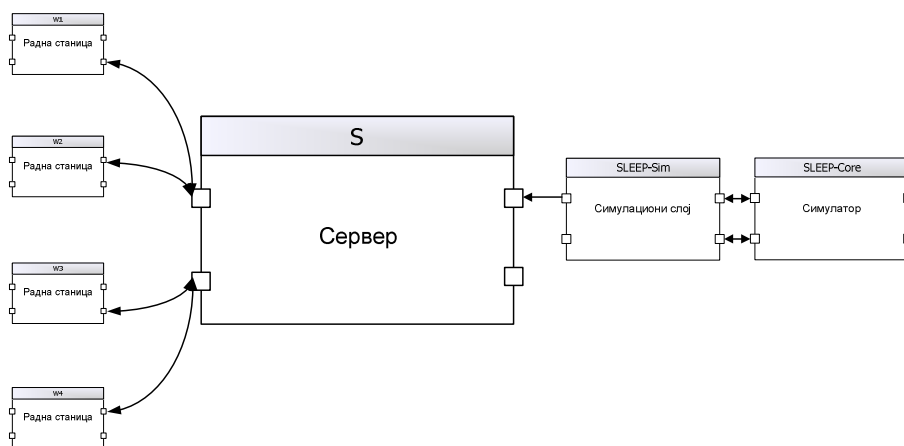 W1
Радна станица
W2
Радна станица
S
Сервер
SLEEP-Sim
Симулациони слој
SLEEP-Core
Симулатор
W3
Радна станица
W4
Радна станица